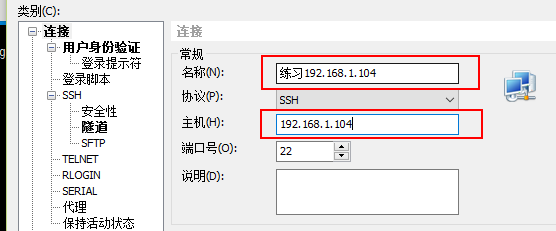 类别(C):
连接
用户身份验证
登录提示符
登录脚本
SSH
安全性
隧道
SFTP
TELNET
RLOGIN
SERIAL
代理
保持活动状态
连接
常规
名称(N): 练习192.168.1.104
协议(P): SSH
主机(H): 192.168.1.104
端口号(O): 22
说明(D):